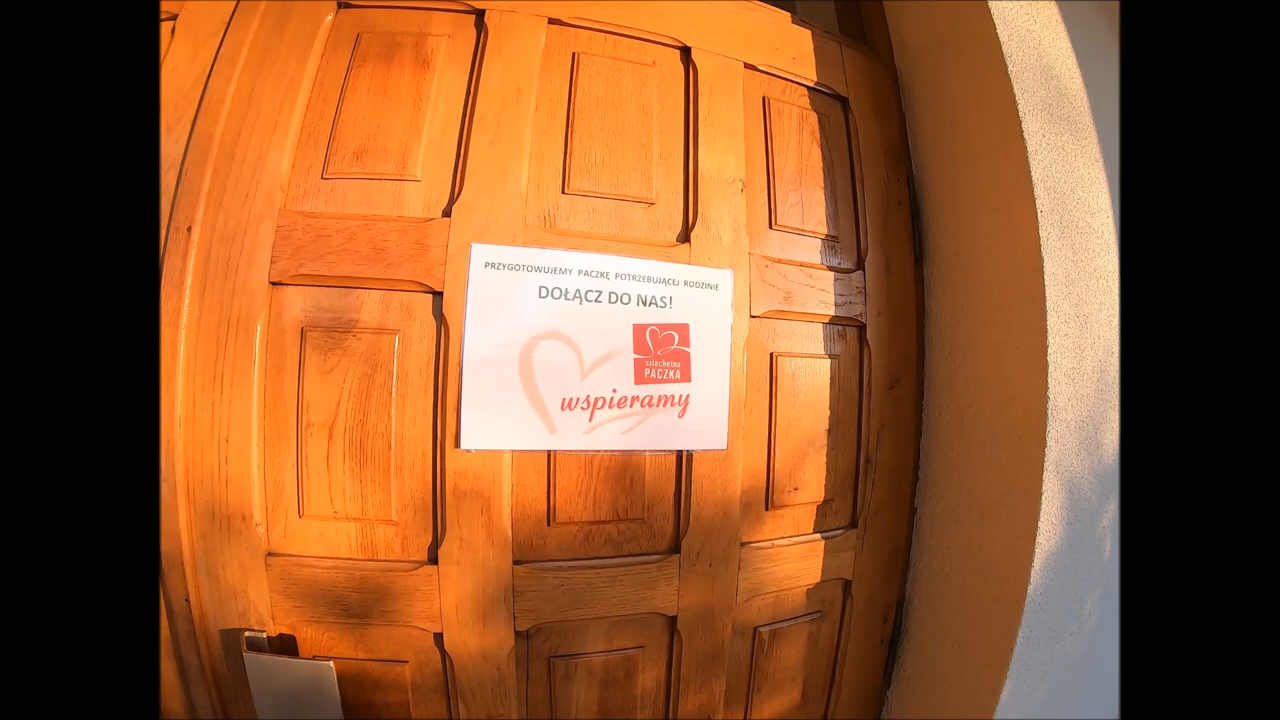 PRZYGOTOWUJEMY PACZKĘ POTRZEBUJĄCEJ RODZINIE
DOŁĄCZ DO NAS!
szlachetna
PACZKA
wspieramy